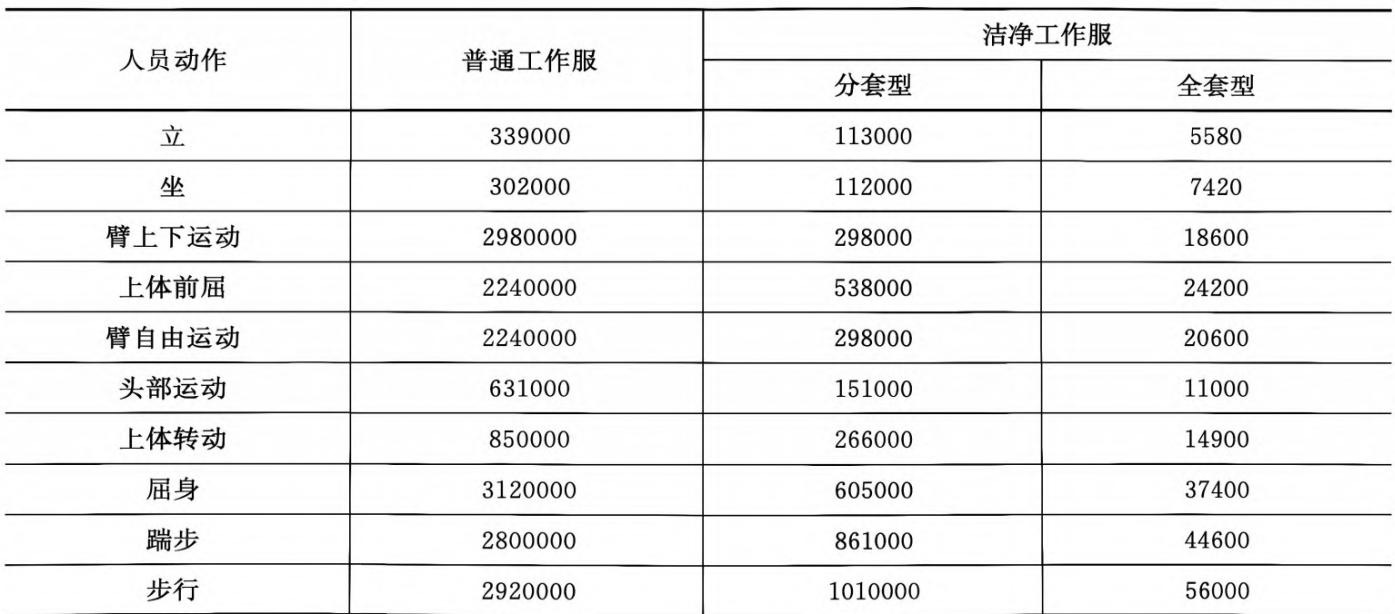 人员动作 普通工作服 洁净工作服
分套型 全套型
立 339000 113000 5580
坐 302000 112000 7420
臂上下运动 2980000 298000 18600
上体前屈 2240000 538000 24200
臂自由运动 2240000 298000 20600
头部运动 631000 151000 11000
上体转动 850000 266000 14900
屈身 3120000 605000 37400
踹步 2800000 861000 44600
步行 2920000 1010000 56000